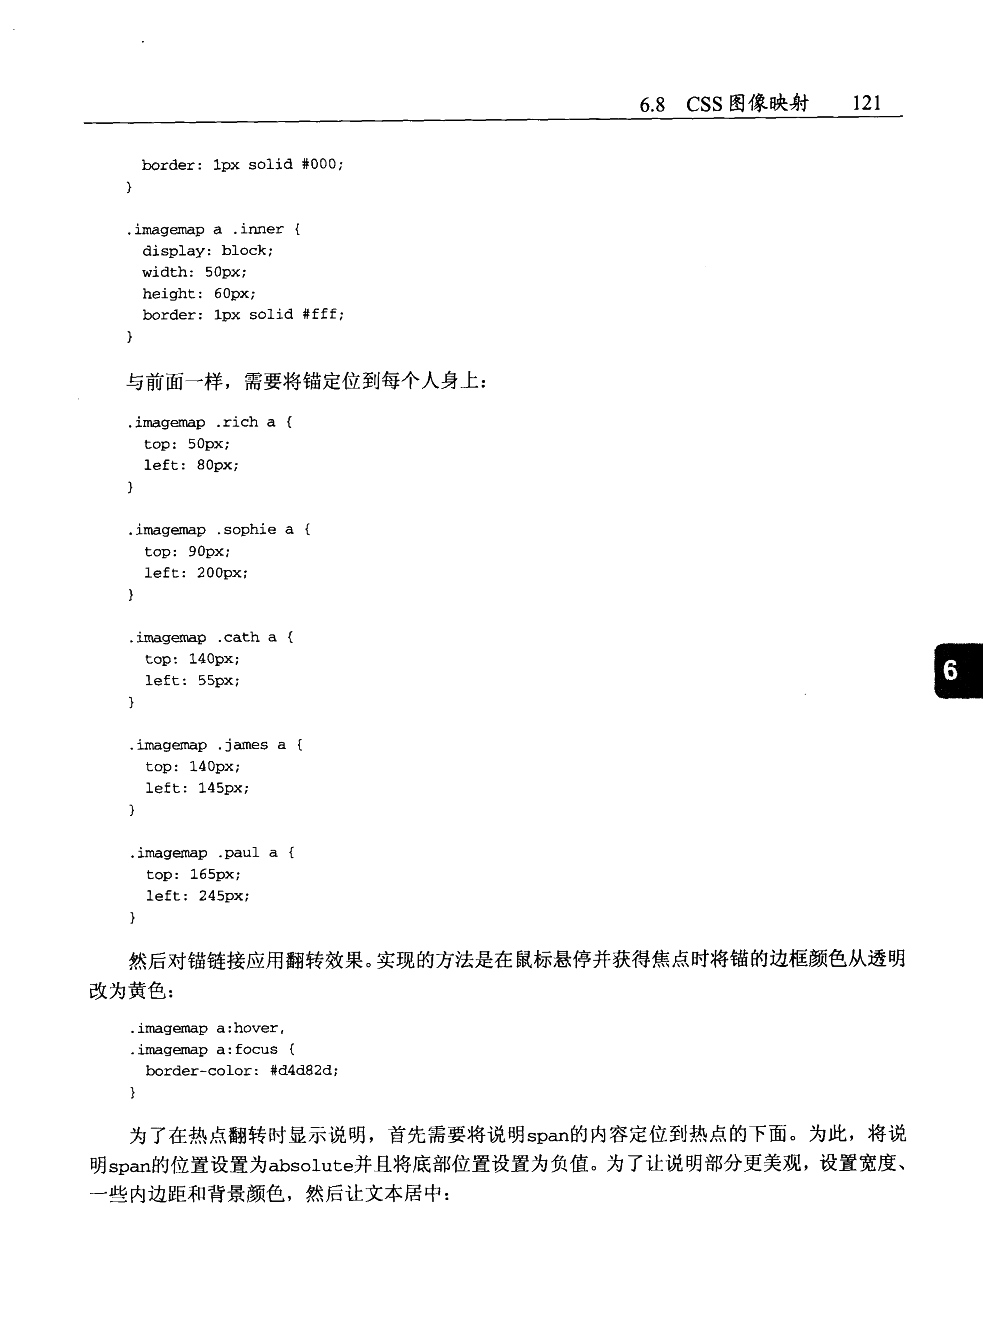 6.8 CSS 图像映射 121
border: 1px solid #000;
}
.imagemap a .inner {
display: block;
width: 50px;
height: 60px;
border: 1px solid #fff;
}
与前面一样，需要将锚定位到每个人身上：
.imagemap .rich a {
top: 50px;
left: 80px;
}
.imagemap .sophie a {
top: 90px;
left: 200px;
}
.imagemap .cath a {
top: 140px;
left: 55px;
}
6
.imagemap .james a {
top: 140px;
left: 145px;
}
.imagemap .paul a {
top: 165px;
left: 245px;
}
然后对锚链接应用翻转效果。实现的方法是在鼠标悬停并获得焦点时将锚的边框颜色从透明
改为黄色：
.imagemap a:hover,
.imagemap a:focus {
border-color: #d4d82d;
}
为了在热点翻转时显示说明，首先需要将说明span的内容定位到热点的下面。为此，将说
明span的位置设置为absolute并且将底部位置设置为负值。为了让说明部分更美观，设置宽度、
一些内边距和背景颜色，然后让文本居中：